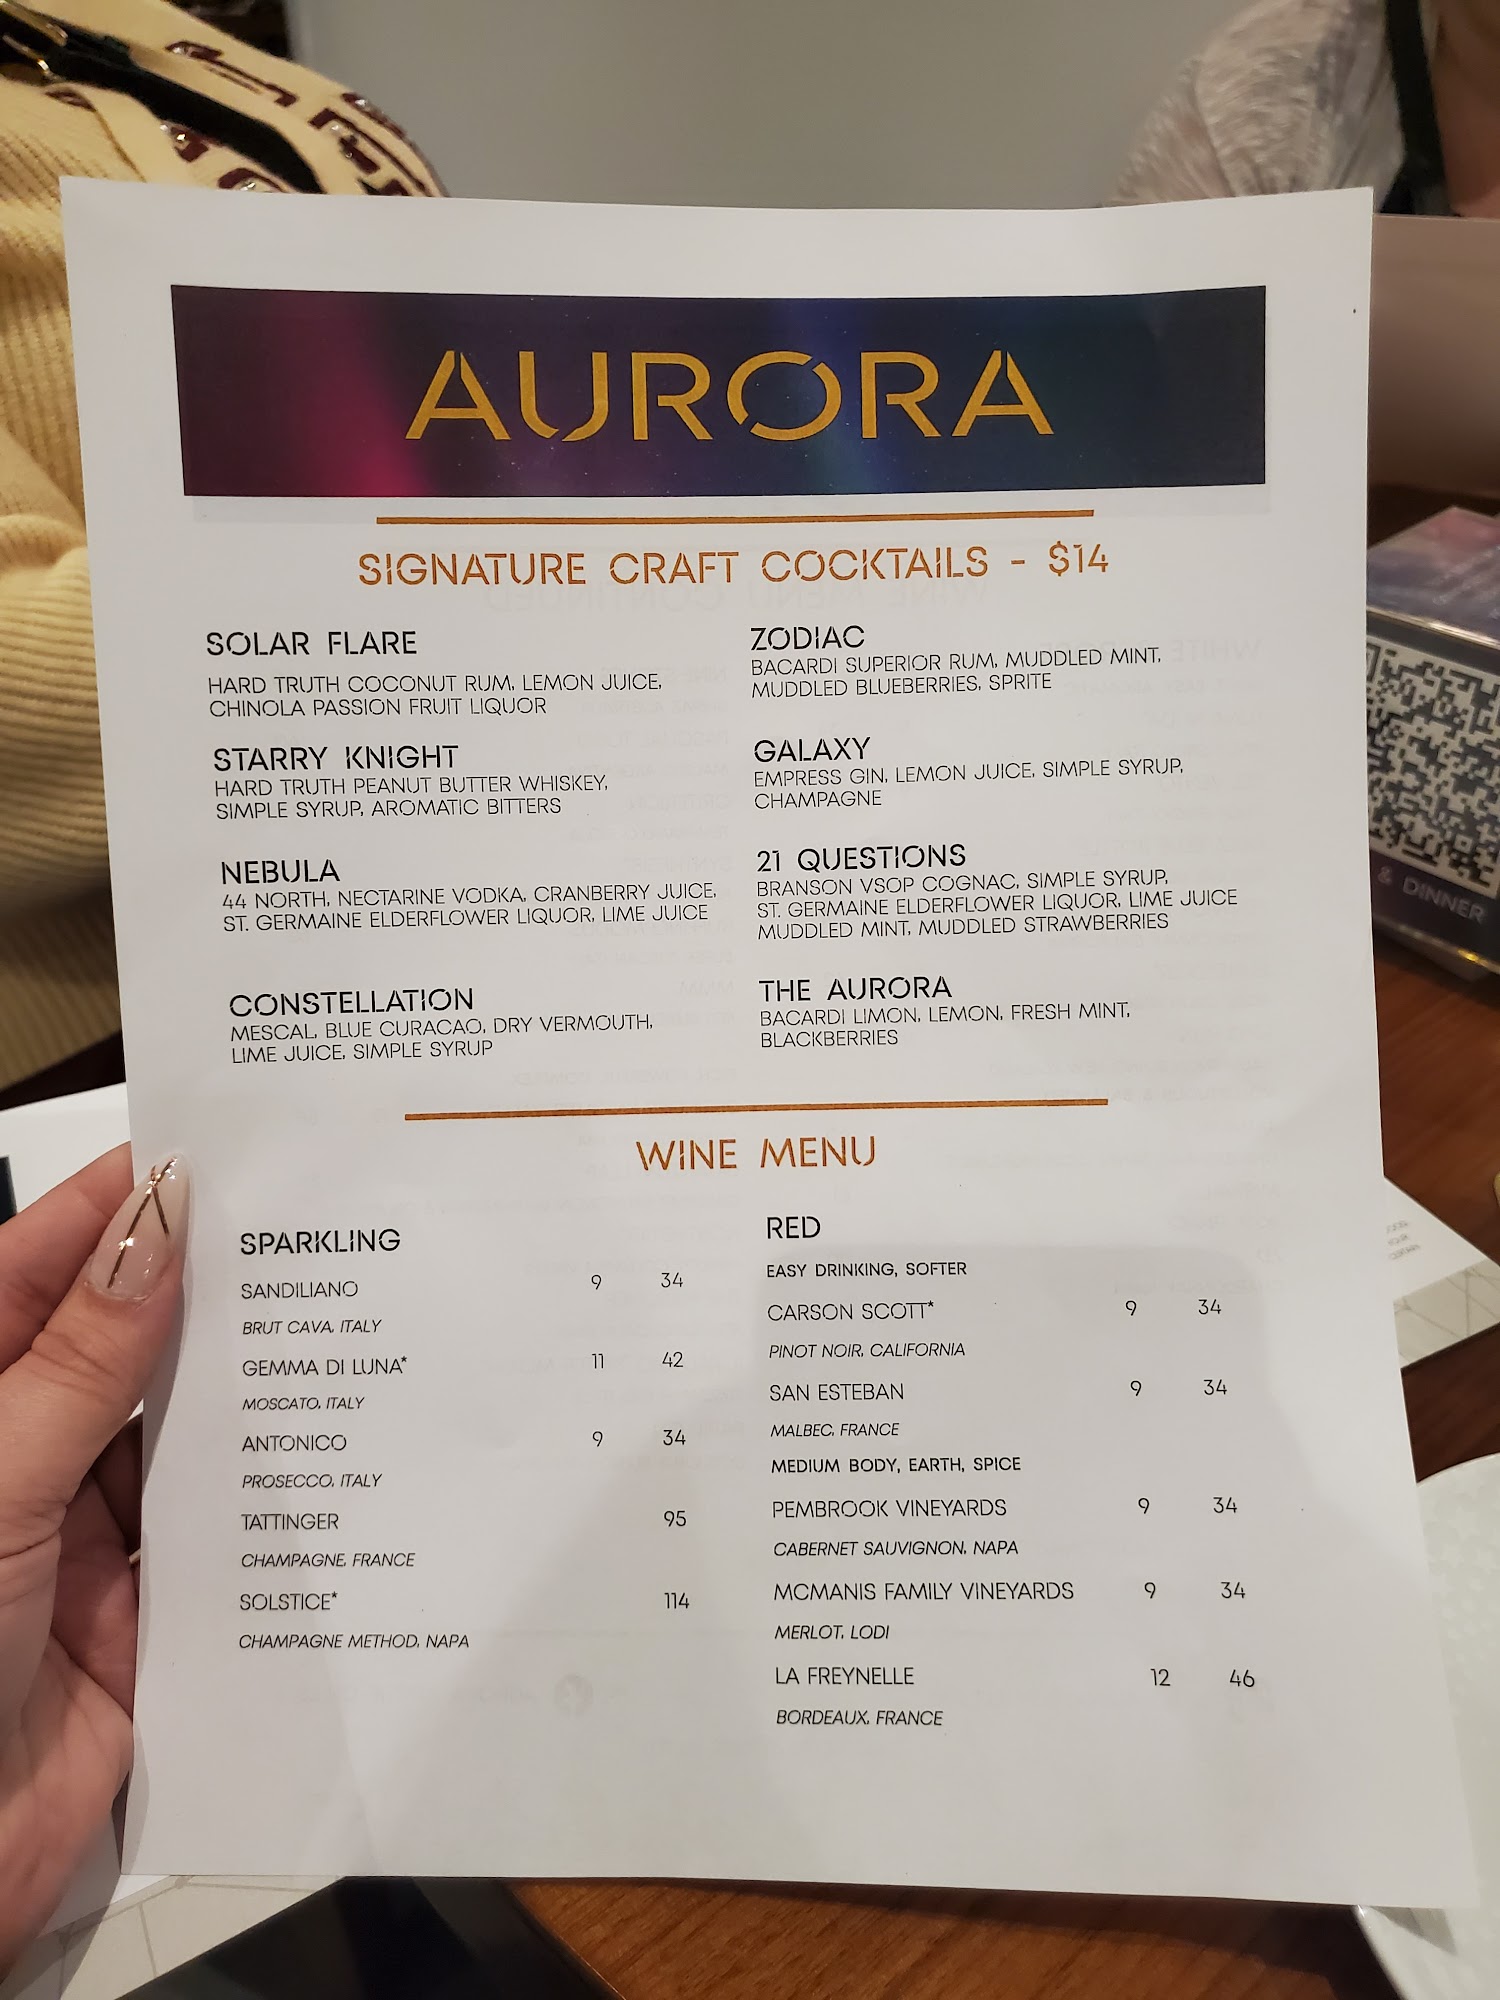 AURORA
SIGNATURE CRAFT COCKTAILS - $14
SOLAR FLARE
HARD TRUTH COCONUT RUM, LEMON JUICE,
CHINOLA PASSION FRUIT LIQUOR
STARRY KNIGHT
HARD TRUTH PEANUT BUTTER WHISKEY,
SIMPLE SYRUP, AROMATIC BITTERS
NEBULA
44 NORTH, NECTARINE VODKA, CRANBERRY JUICE,
ST. GERMAINE ELDERFLOWER LIQUOR, LIME JUICE
CONSTELLATION
MESCAL, BLUE CURACAO, DRY VERMOUTH,
LIME JUICE, SIMPLE SYRUP
ZODIAC
BACARDI SUPERIOR RUM, MUDDLED MINT,
MUDDLED BLUEBERRIES, SPRITE
GALAXY
EMPRESS GIN, LEMON JUICE, SIMPLE SYRUP,
CHAMPAGNE
21 QUESTIONS
BRANSON VSOP COGNAC, SIMPLE SYRUP,
ST. GERMAINE ELDERFLOWER LIQUOR, LIME JUICE
MUDDLED MINT, MUDDLED STRAWBERRIES
THE AURORA
BACARDI LIMON, LEMON, FRESH MINT,
BLACKBERRIES
WINE MENU
SPARKLING
SANDILIANO 9 34
BRUT CAVA, ITALY
GEMMA DI LUNA* 11 42
MOSCATO, ITALY
ANTONICO 9 34
PROSECCO, ITALY
TATTINGER 95
CHAMPAGNE, FRANCE
SOLSTICE* 114
CHAMPAGNE METHOD, NAPA
RED
EASY DRINKING, SOFTER
CARSON SCOTT* 9 34
PINOT NOIR, CALIFORNIA
SAN ESTEBAN 9 34
MALBEC, FRANCE
MEDIUM BODY, EARTH, SPICE
PEMBROOK VINEYARDS 9 34
CABERNET SAUVIGNON, NAPA
MCMANIS FAMILY VINEYARDS 9 34
MERLOT, LODI
LA FREYNELLE 12 46
BORDEAUX, FRANCE
& DINNER